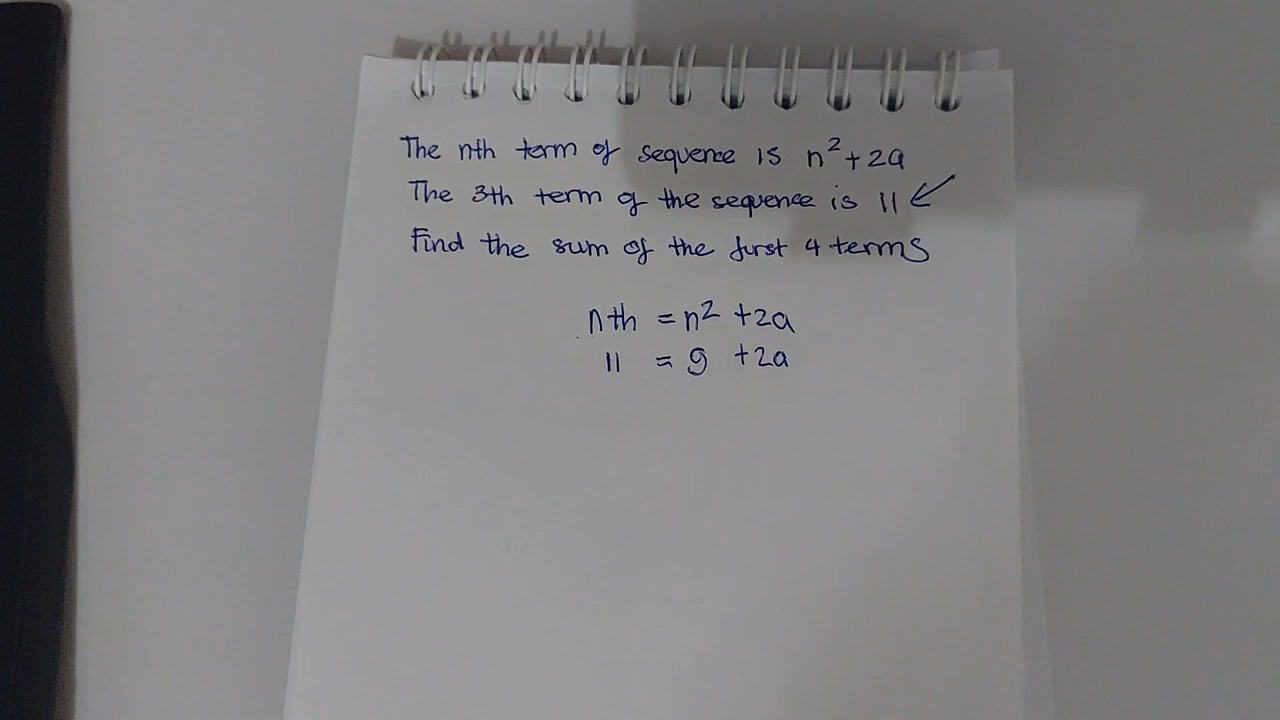 The nth term of sequence is n² + 2a
The 3th term of the sequence is 11 ↙
Find the sum of the first 4 terms
nth = n² + 2a
11 = 9 + 2a